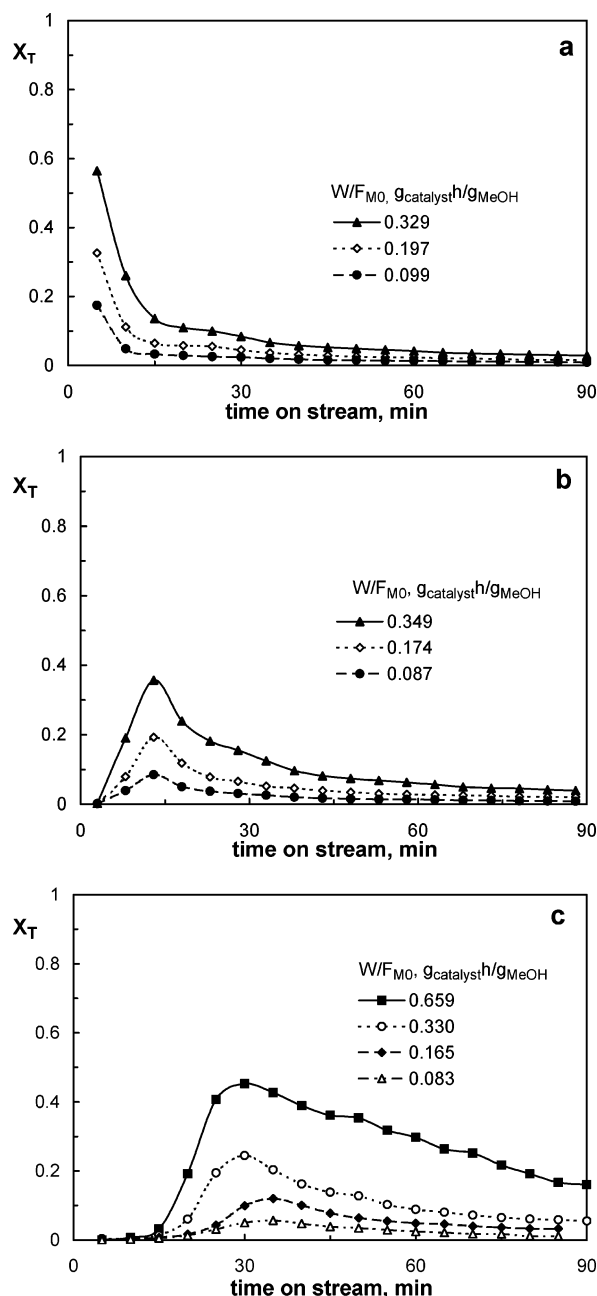 a
X_T
1
0.8
0.6
0.4
0.2
0
W/F_M0, g_catalyst h/g_MeOH
0.329
0.197
0.099
0 30 60 90
time on stream, min
b
X_T
1
0.8
0.6
0.4
0.2
0
W/F_M0, g_catalyst h/g_MeOH
0.349
0.174
0.087
0 30 60 90
time on stream, min
c
X_T
1
0.8
0.6
0.4
0.2
0
W/F_M0, g_catalyst h/g_MeOH
0.659
0.330
0.165
0.083
0 30 60 90
time on stream, min